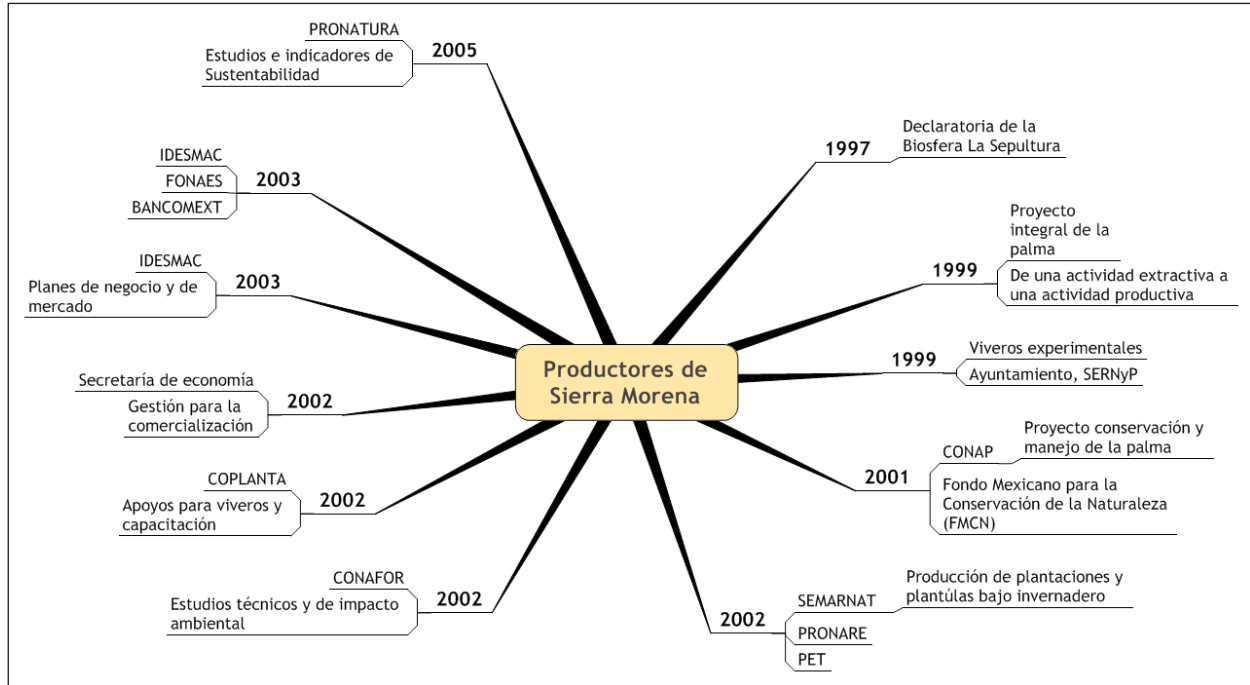 PRONATURA
2005
Estudios e indicadores de
Sustentabilidad
IDESMAC
FONAES
2003
BANCOMEXT
IDESMAC
2003
Planes de negocio y de
mercado
Secretaría de economía
2002
Gestión para la
comercialización
COPLANTA
2002
Apoyos para viveros y
capacitación
CONAFOR
2002
Estudios técnicos y de impacto
ambiental
Productores de
Sierra Morena
1997
Declaratoria de la
Biosfera La Sepultura
1999
Proyecto
integral de la
palma
De una actividad extractiva a
una actividad productiva
1999
Viveros experimentales
Ayuntamiento, SERNyP
2001
CONAP
Proyecto conservación y
manejo de la palma
Fondo Mexicano para la
Conservación de la Naturaleza
(FMCN)
2002
SEMARNAT
Producción de plantaciones y
plantúlas bajo invernadero
PRONARE
PET